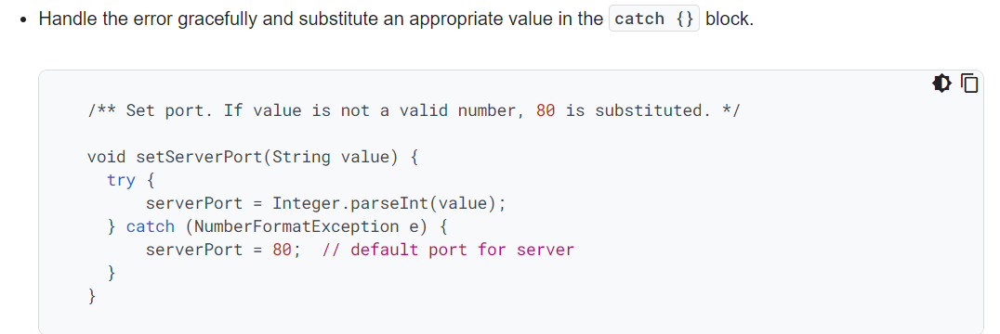 • Handle the error gracefully and substitute an appropriate value in the catch {} block.
/** Set port. If value is not a valid number, 80 is substituted. */
void setServerPort(String value) {
  try {
      serverPort = Integer.parseInt(value);
  } catch (NumberFormatException e) {
      serverPort = 80;  // default port for server
  }
}